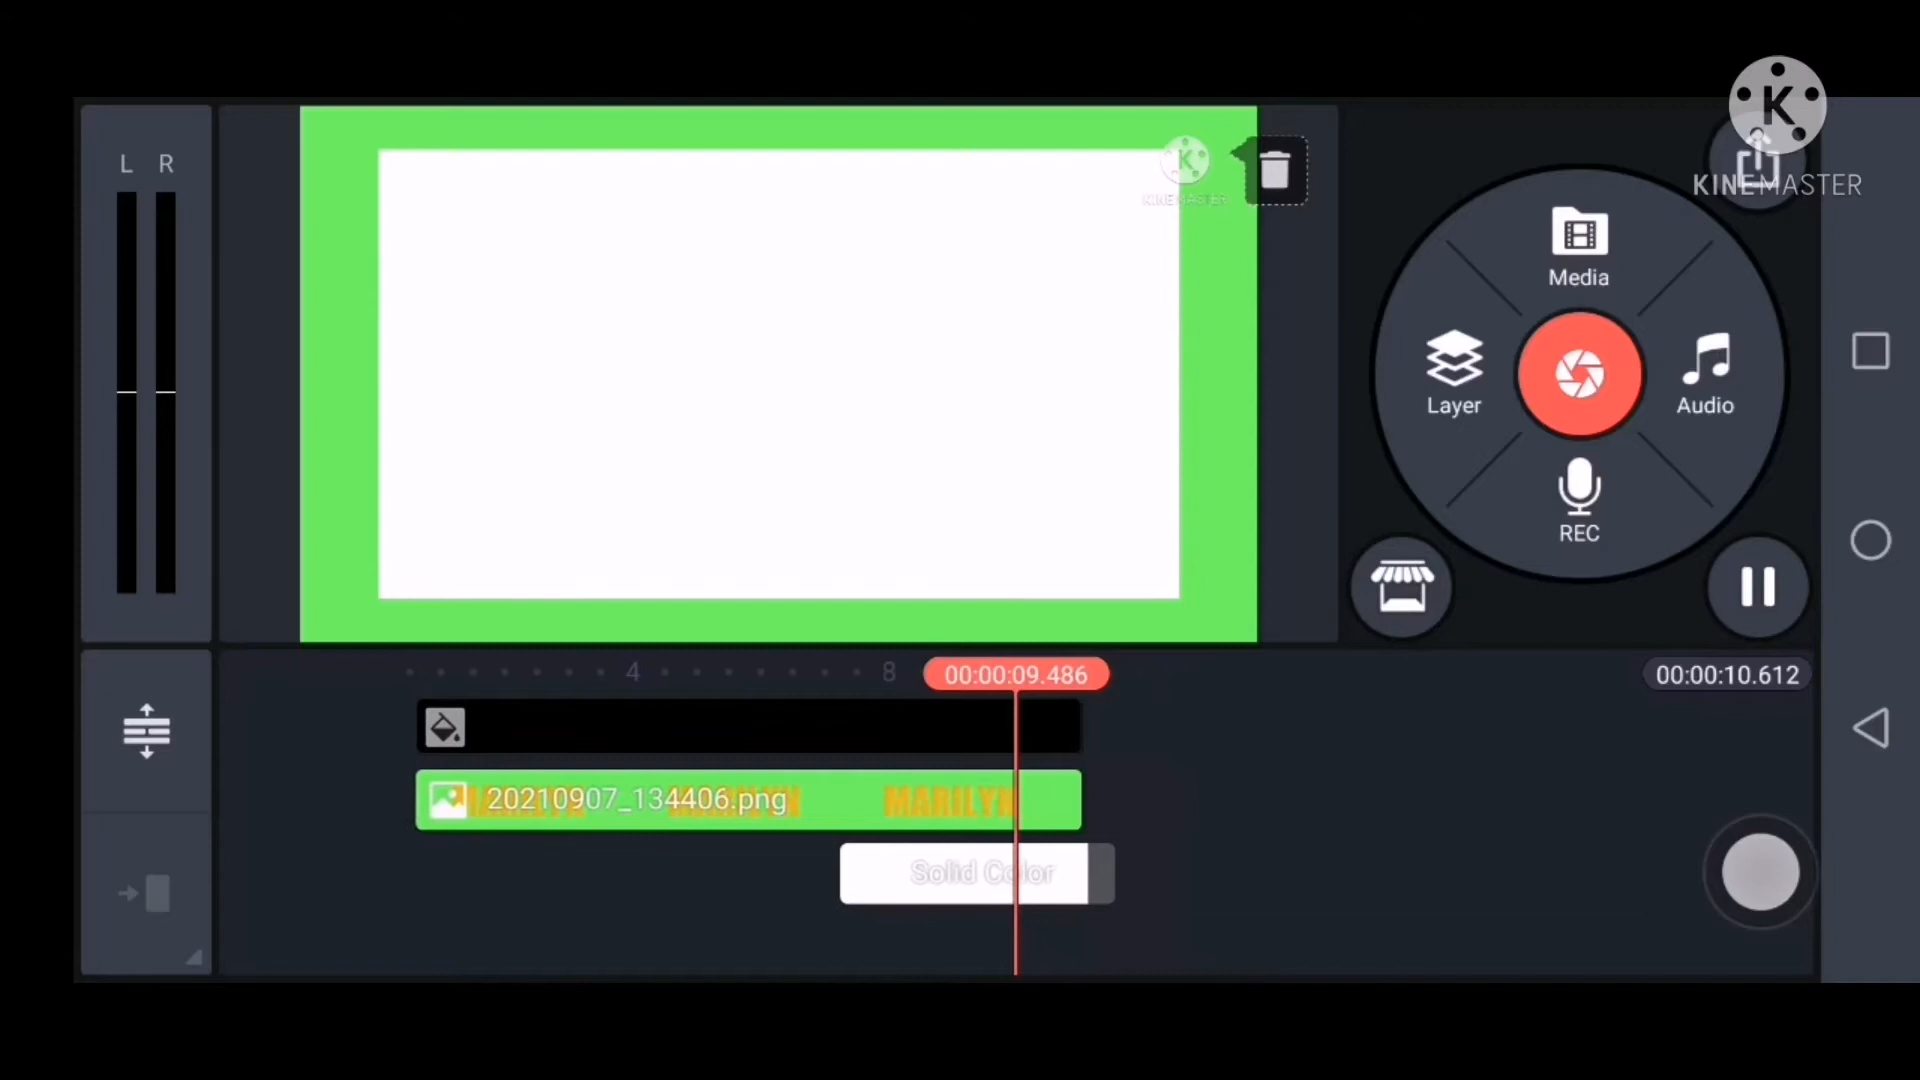 L R
KINEMASTER
KINEMASTER
Media
Layer
Audio
REC
4
8
00:00:09.486
00:00:10.612
20210907_134406.png
MARILYN
Solid Color